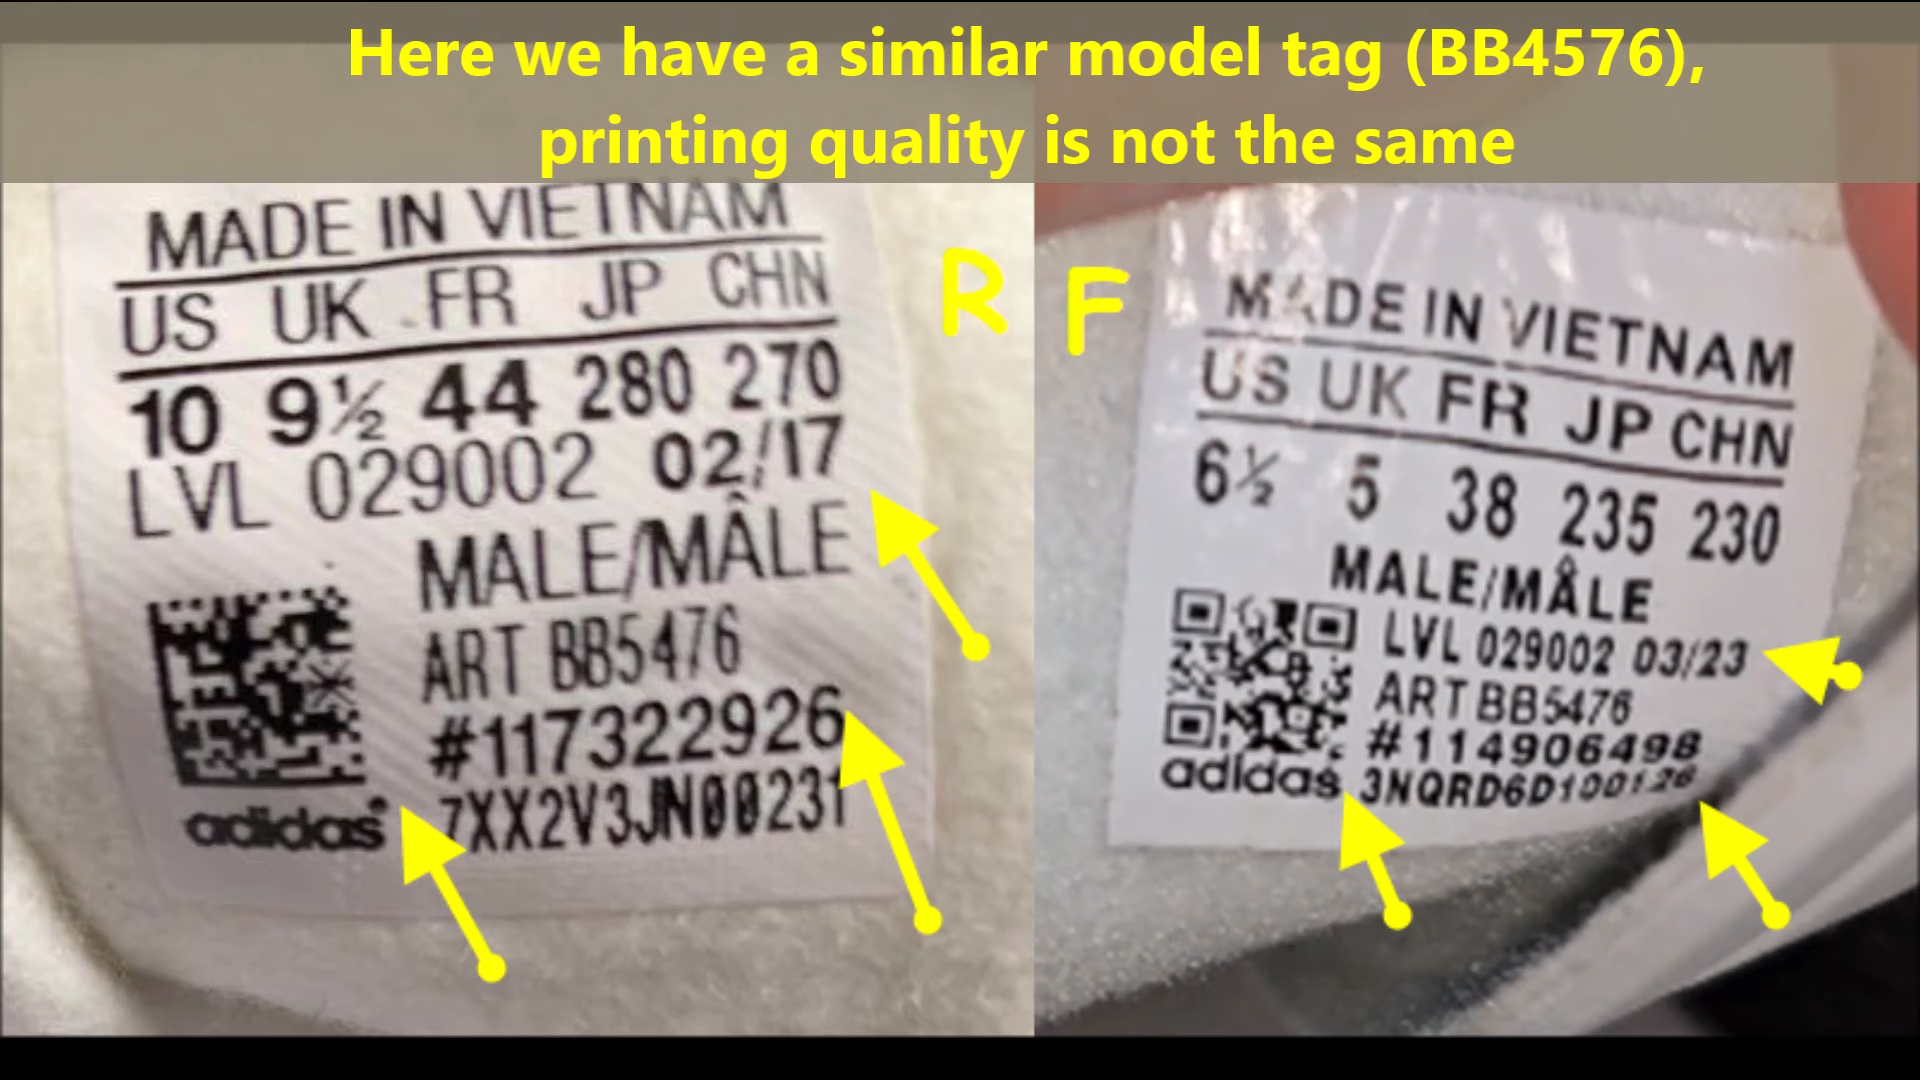 Here we have a similar model tag (BB4576),
printing quality is not the same
R
MADE IN VIETNAM
US UK FR JP CHN
10 9½ 44 280 270
LVL 029002 02/17
MALE/MÂLE
ART BB5476
#117322926
7XX2V3JN00231
adidas
F
MADE IN VIETNAM
US UK FR JP CHN
6½ 5 38 235 230
MALE/MÂLE
LVL 029002 03/23
ART BB5476
#114906498
adidas 3NQRD6D100126